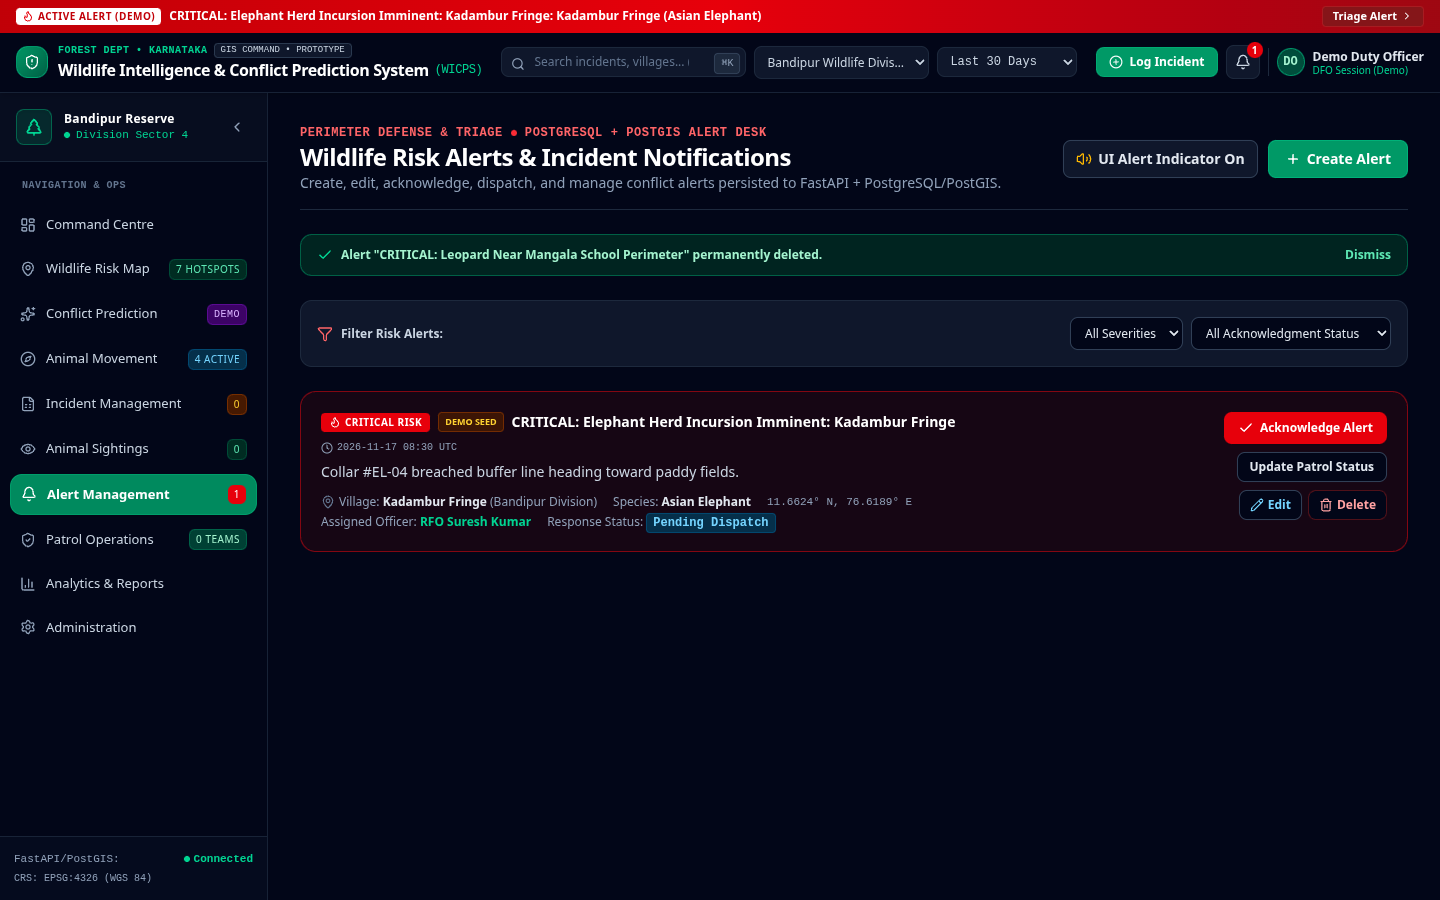 ACTIVE ALERT (DEMO) CRITICAL: Elephant Herd Incursion Imminent: Kadambur Fringe: Kadambur Fringe (Asian Elephant) Triage Alert
FOREST DEPT • KARNATAKA GIS COMMAND • PROTOTYPE
Wildlife Intelligence & Conflict Prediction System (WICPS)
Search incidents, villages... ⌘K
Bandipur Wildlife Divis...
Last 30 Days
Log Incident
1
DO
Demo Duty Officer
DFO Session (Demo)
Bandipur Reserve
Division Sector 4
NAVIGATION & OPS
Command Centre
Wildlife Risk Map 7 HOTSPOTS
Conflict Prediction DEMO
Animal Movement 4 ACTIVE
Incident Management 0
Animal Sightings 0
Alert Management 1
Patrol Operations 0 TEAMS
Analytics & Reports
Administration
FastAPI/PostGIS: Connected
CRS: EPSG:4326 (WGS 84)
PERIMETER DEFENSE & TRIAGE ● POSTGRESQL + POSTGIS ALERT DESK
Wildlife Risk Alerts & Incident Notifications
Create, edit, acknowledge, dispatch, and manage conflict alerts persisted to FastAPI + PostgreSQL/PostGIS.
UI Alert Indicator On
Create Alert
Alert "CRITICAL: Leopard Near Mangala School Perimeter" permanently deleted. Dismiss
Filter Risk Alerts: All Severities All Acknowledgment Status
CRITICAL RISK DEMO SEED CRITICAL: Elephant Herd Incursion Imminent: Kadambur Fringe
2026-11-17 08:30 UTC
Collar #EL-04 breached buffer line heading toward paddy fields.
Village: Kadambur Fringe (Bandipur Division) Species: Asian Elephant 11.6624° N, 76.6189° E
Assigned Officer: RFO Suresh Kumar Response Status: Pending Dispatch
Acknowledge Alert
Update Patrol Status
Edit Delete